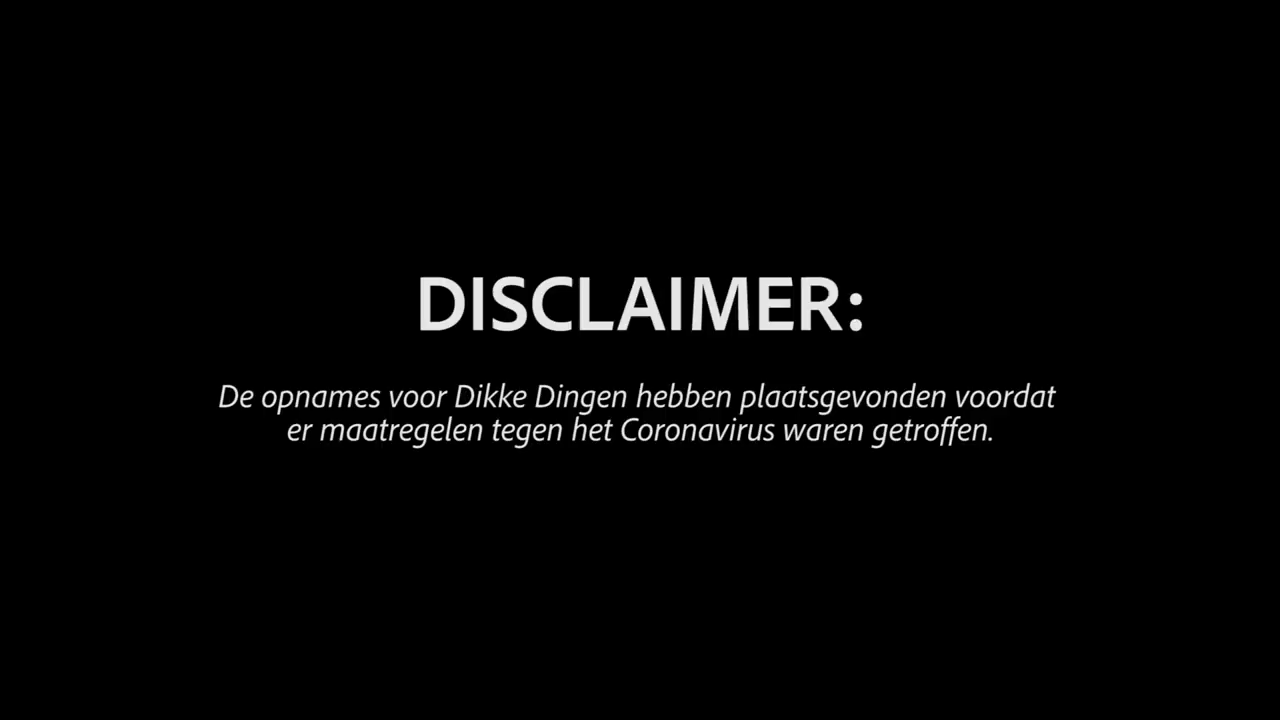 DISCLAIMER:
De opnames voor Dikke Dingen hebben plaatsgevonden voordat
er maatregelen tegen het Coronavirus waren getroffen.